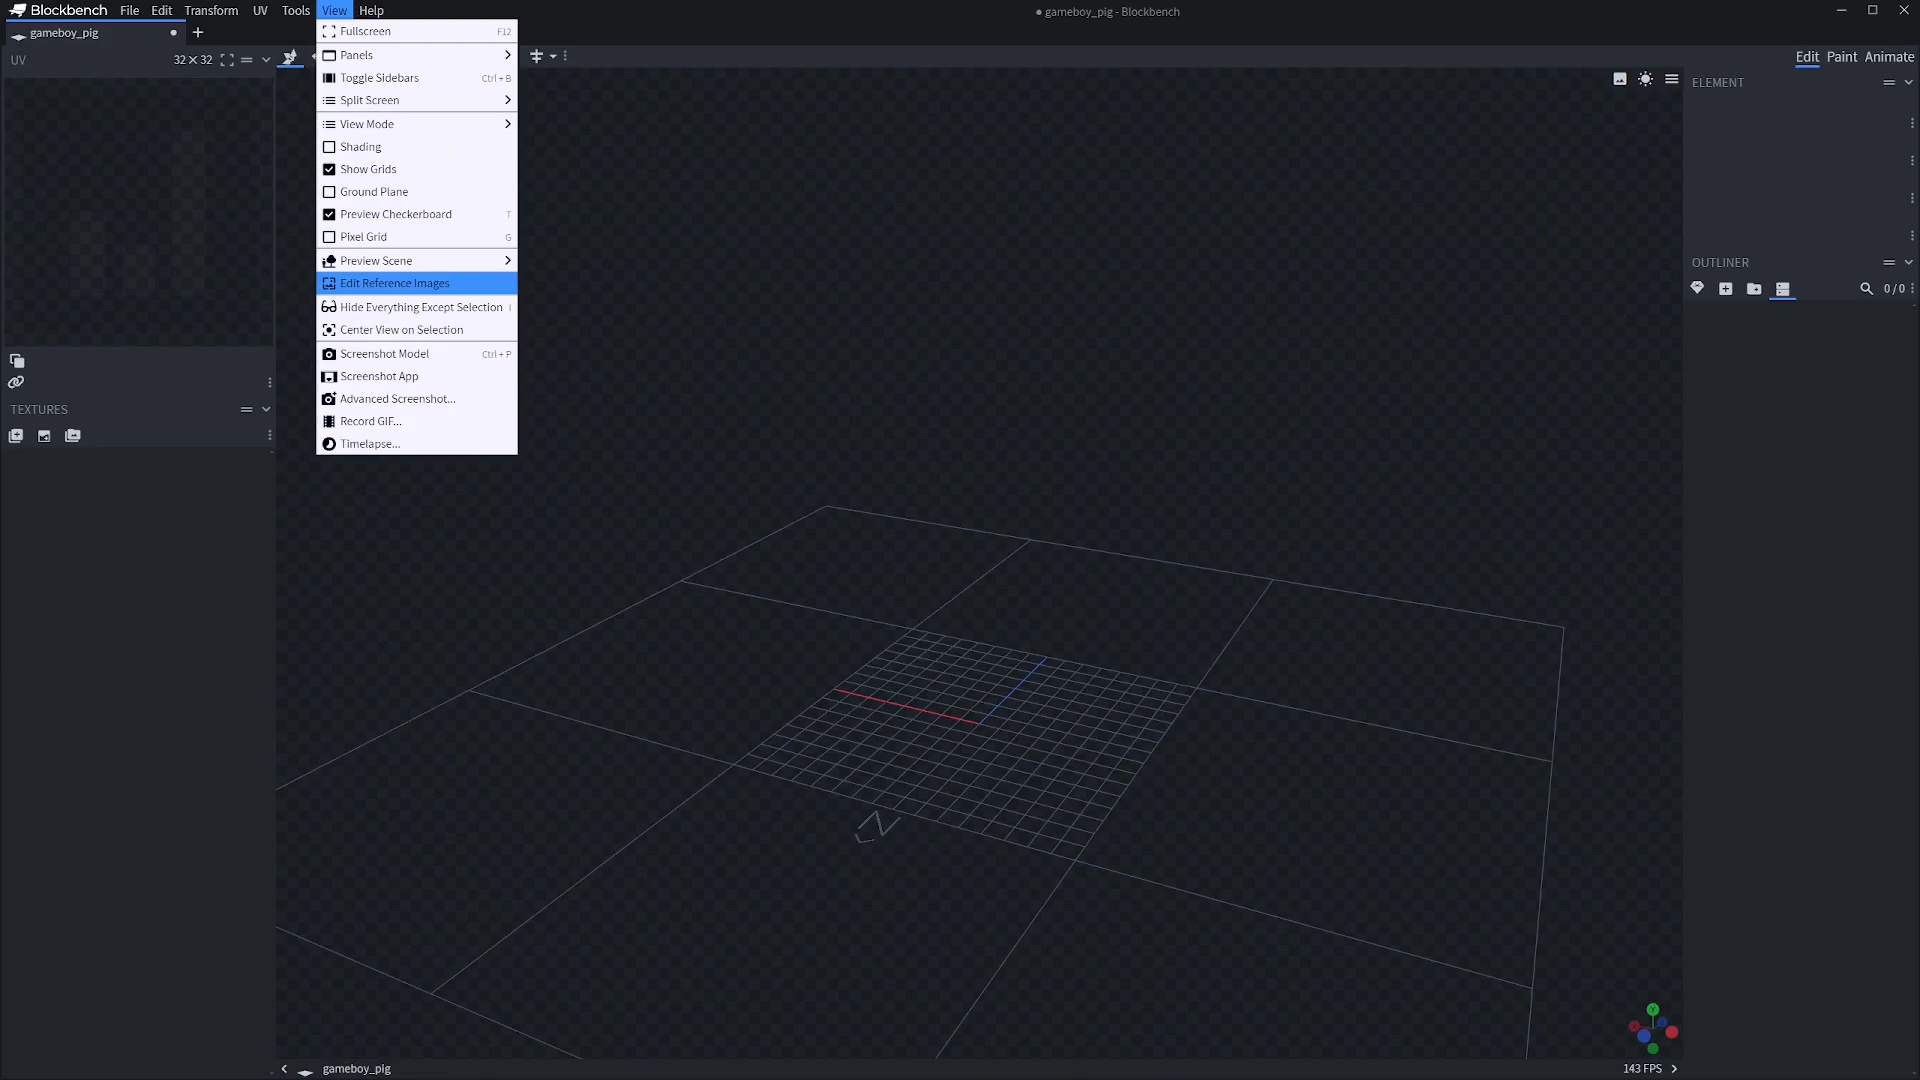 Blockbench File Edit Transform UV Tools View Help
● gameboy_pig - Blockbench
gameboy_pig
UV 32×32
Edit Paint Animate
Fullscreen F12
Panels
Toggle Sidebars Ctrl + B
Split Screen
View Mode
Shading
Show Grids
Ground Plane
Preview Checkerboard T
Pixel Grid G
Preview Scene
Edit Reference Images
Hide Everything Except Selection I
Center View on Selection
Screenshot Model Ctrl + P
Screenshot App
Advanced Screenshot...
Record GIF...
Timelapse...
TEXTURES
ELEMENT
OUTLINER
0/0
N
Y
X
gameboy_pig
143 FPS